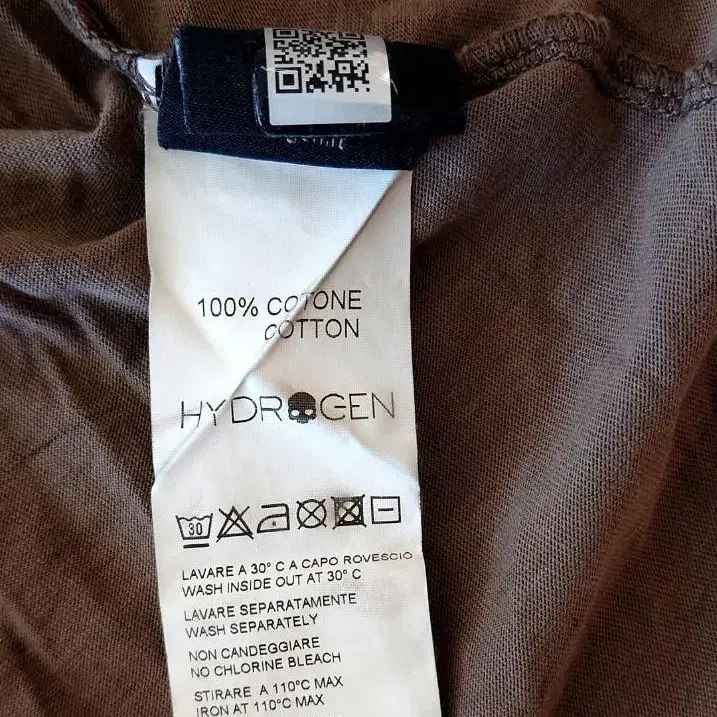 100% COTONE
COTTON
HYDROGEN
30
LAVARE A 30° C A CAPO ROVESCIO
WASH INSIDE OUT AT 30° C
LAVARE SEPARATAMENTE
WASH SEPARATELY
NON CANDEGGIARE
NO CHLORINE BLEACH
STIRARE A 110°C MAX
IRON AT 110°C MAX